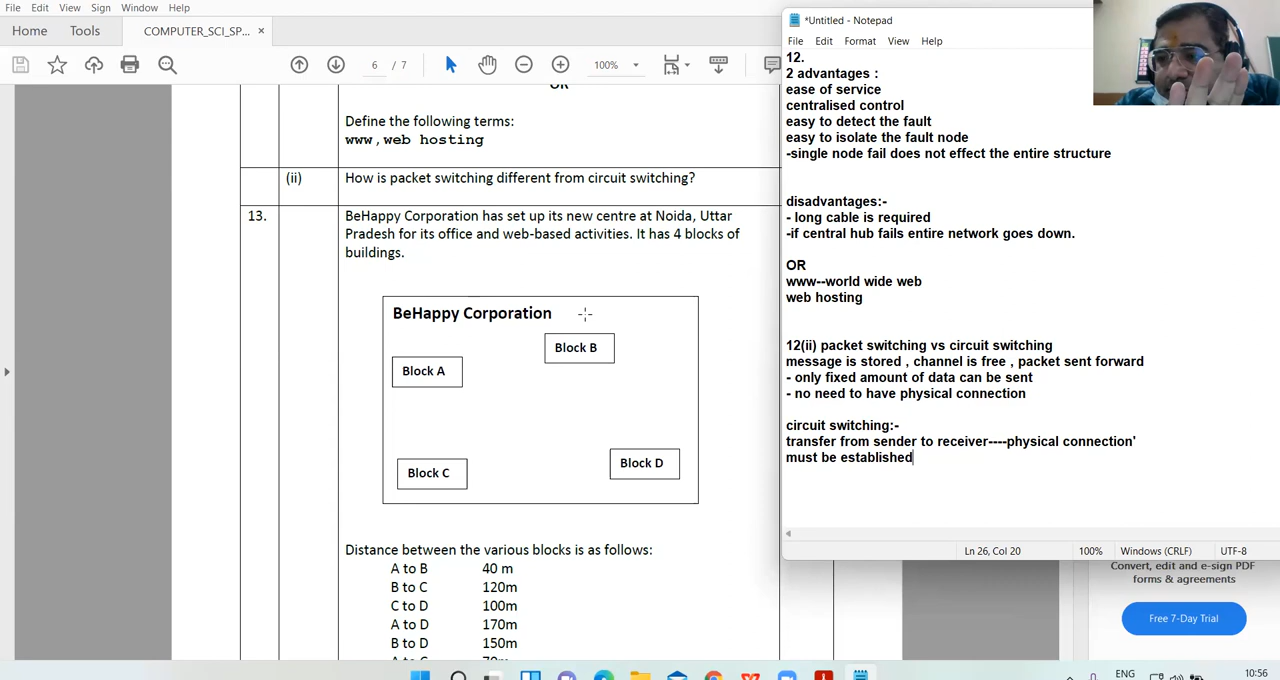 File Edit View Sign Window Help
Home Tools COMPUTER_SCI_SP... ×
6 / 7 100%
OR
Define the following terms:
www , web hosting
(ii) How is packet switching different from circuit switching?
13. BeHappy Corporation has set up its new centre at Noida, Uttar
Pradesh for its office and web-based activities. It has 4 blocks of
buildings.
BeHappy Corporation
Block B
Block A
Block D
Block C
Distance between the various blocks is as follows:
A to B 40 m
B to C 120m
C to D 100m
A to D 170m
B to D 150m
*Untitled - Notepad
File Edit Format View Help
12.
2 advantages :
ease of service
centralised control
easy to detect the fault
easy to isolate the fault node
-single node fail does not effect the entire structure
disadvantages:-
- long cable is required
-if central hub fails entire network goes down.
OR
www--world wide web
web hosting
12(ii) packet switching vs circuit switching
message is stored , channel is free , packet sent forward
- only fixed amount of data can be sent
- no need to have physical connection
circuit switching:-
transfer from sender to receiver----physical connection'
must be established
Ln 26, Col 20 100% Windows (CRLF) UTF-8
Convert, edit and e-sign PDF
forms & agreements
Free 7-Day Trial
ENG 10:56